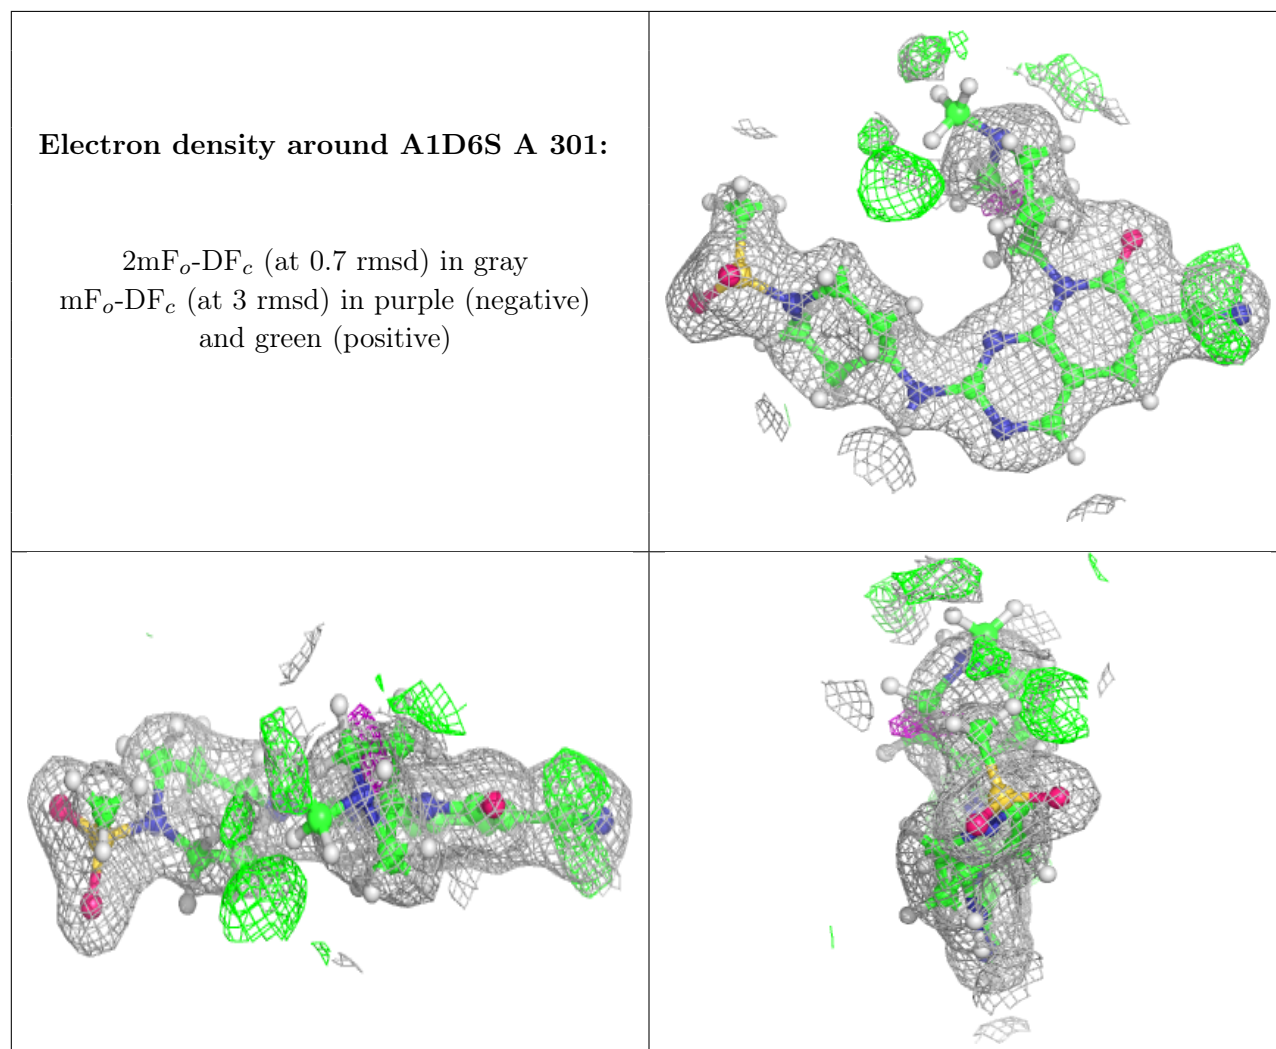 Electron density around A1D6S A 301:
2mFo-DFc (at 0.7 rmsd) in gray
mFo-DFc (at 3 rmsd) in purple (negative)
and green (positive)